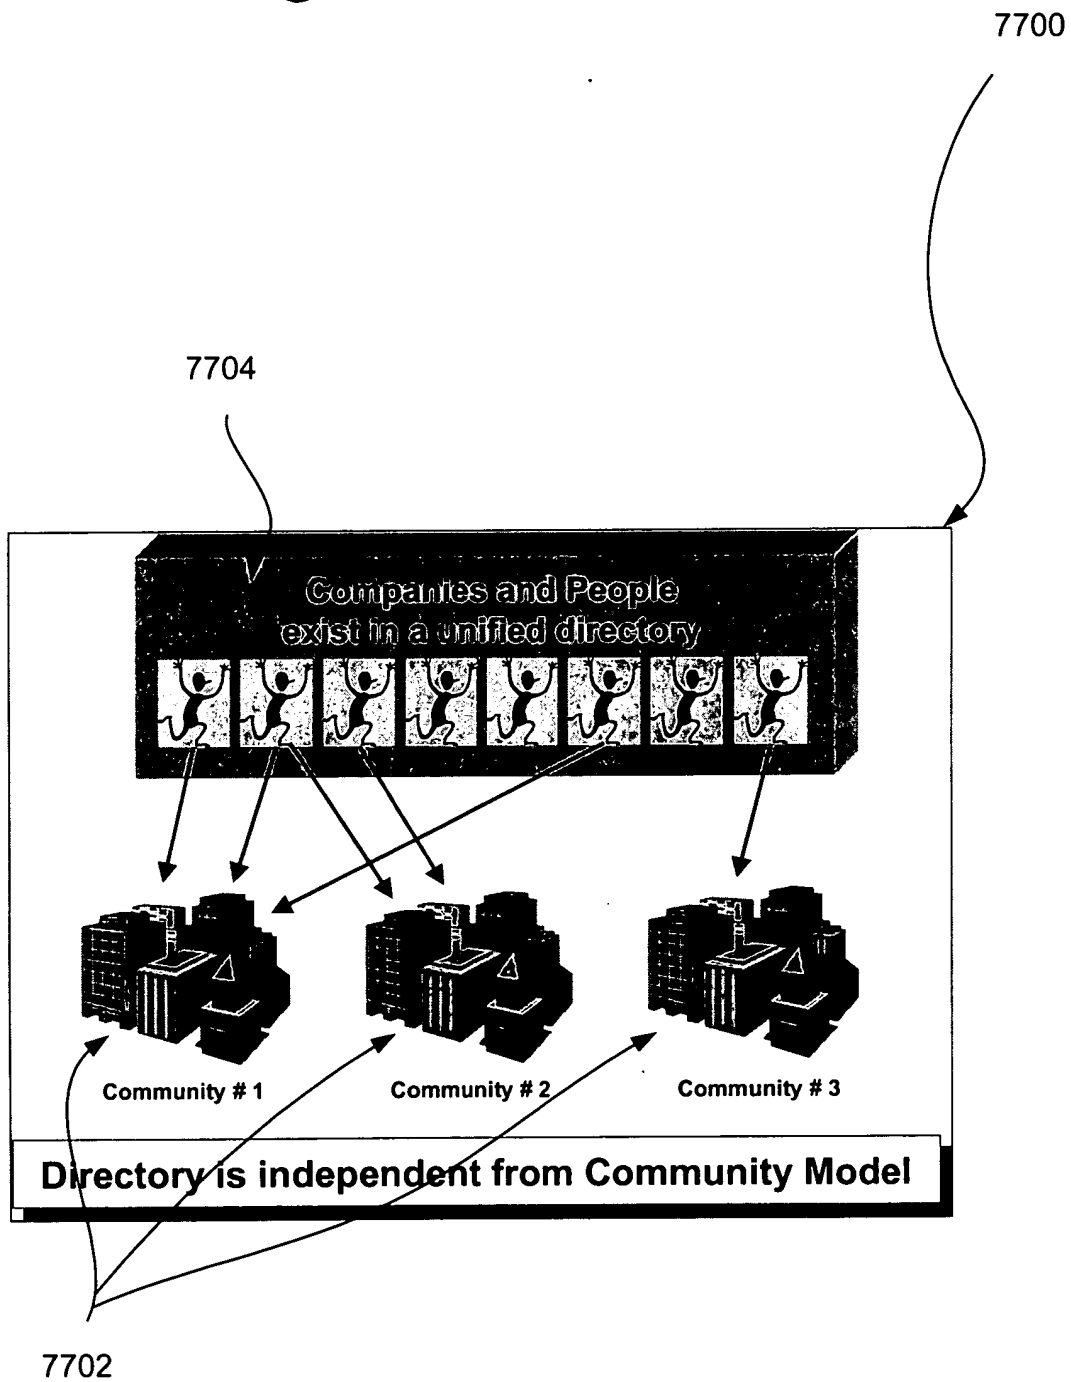 7700
7704
Companies and People
exist in a unified directory
Community # 1
Community # 2
Community # 3
Directory is independent from Community Model
7702